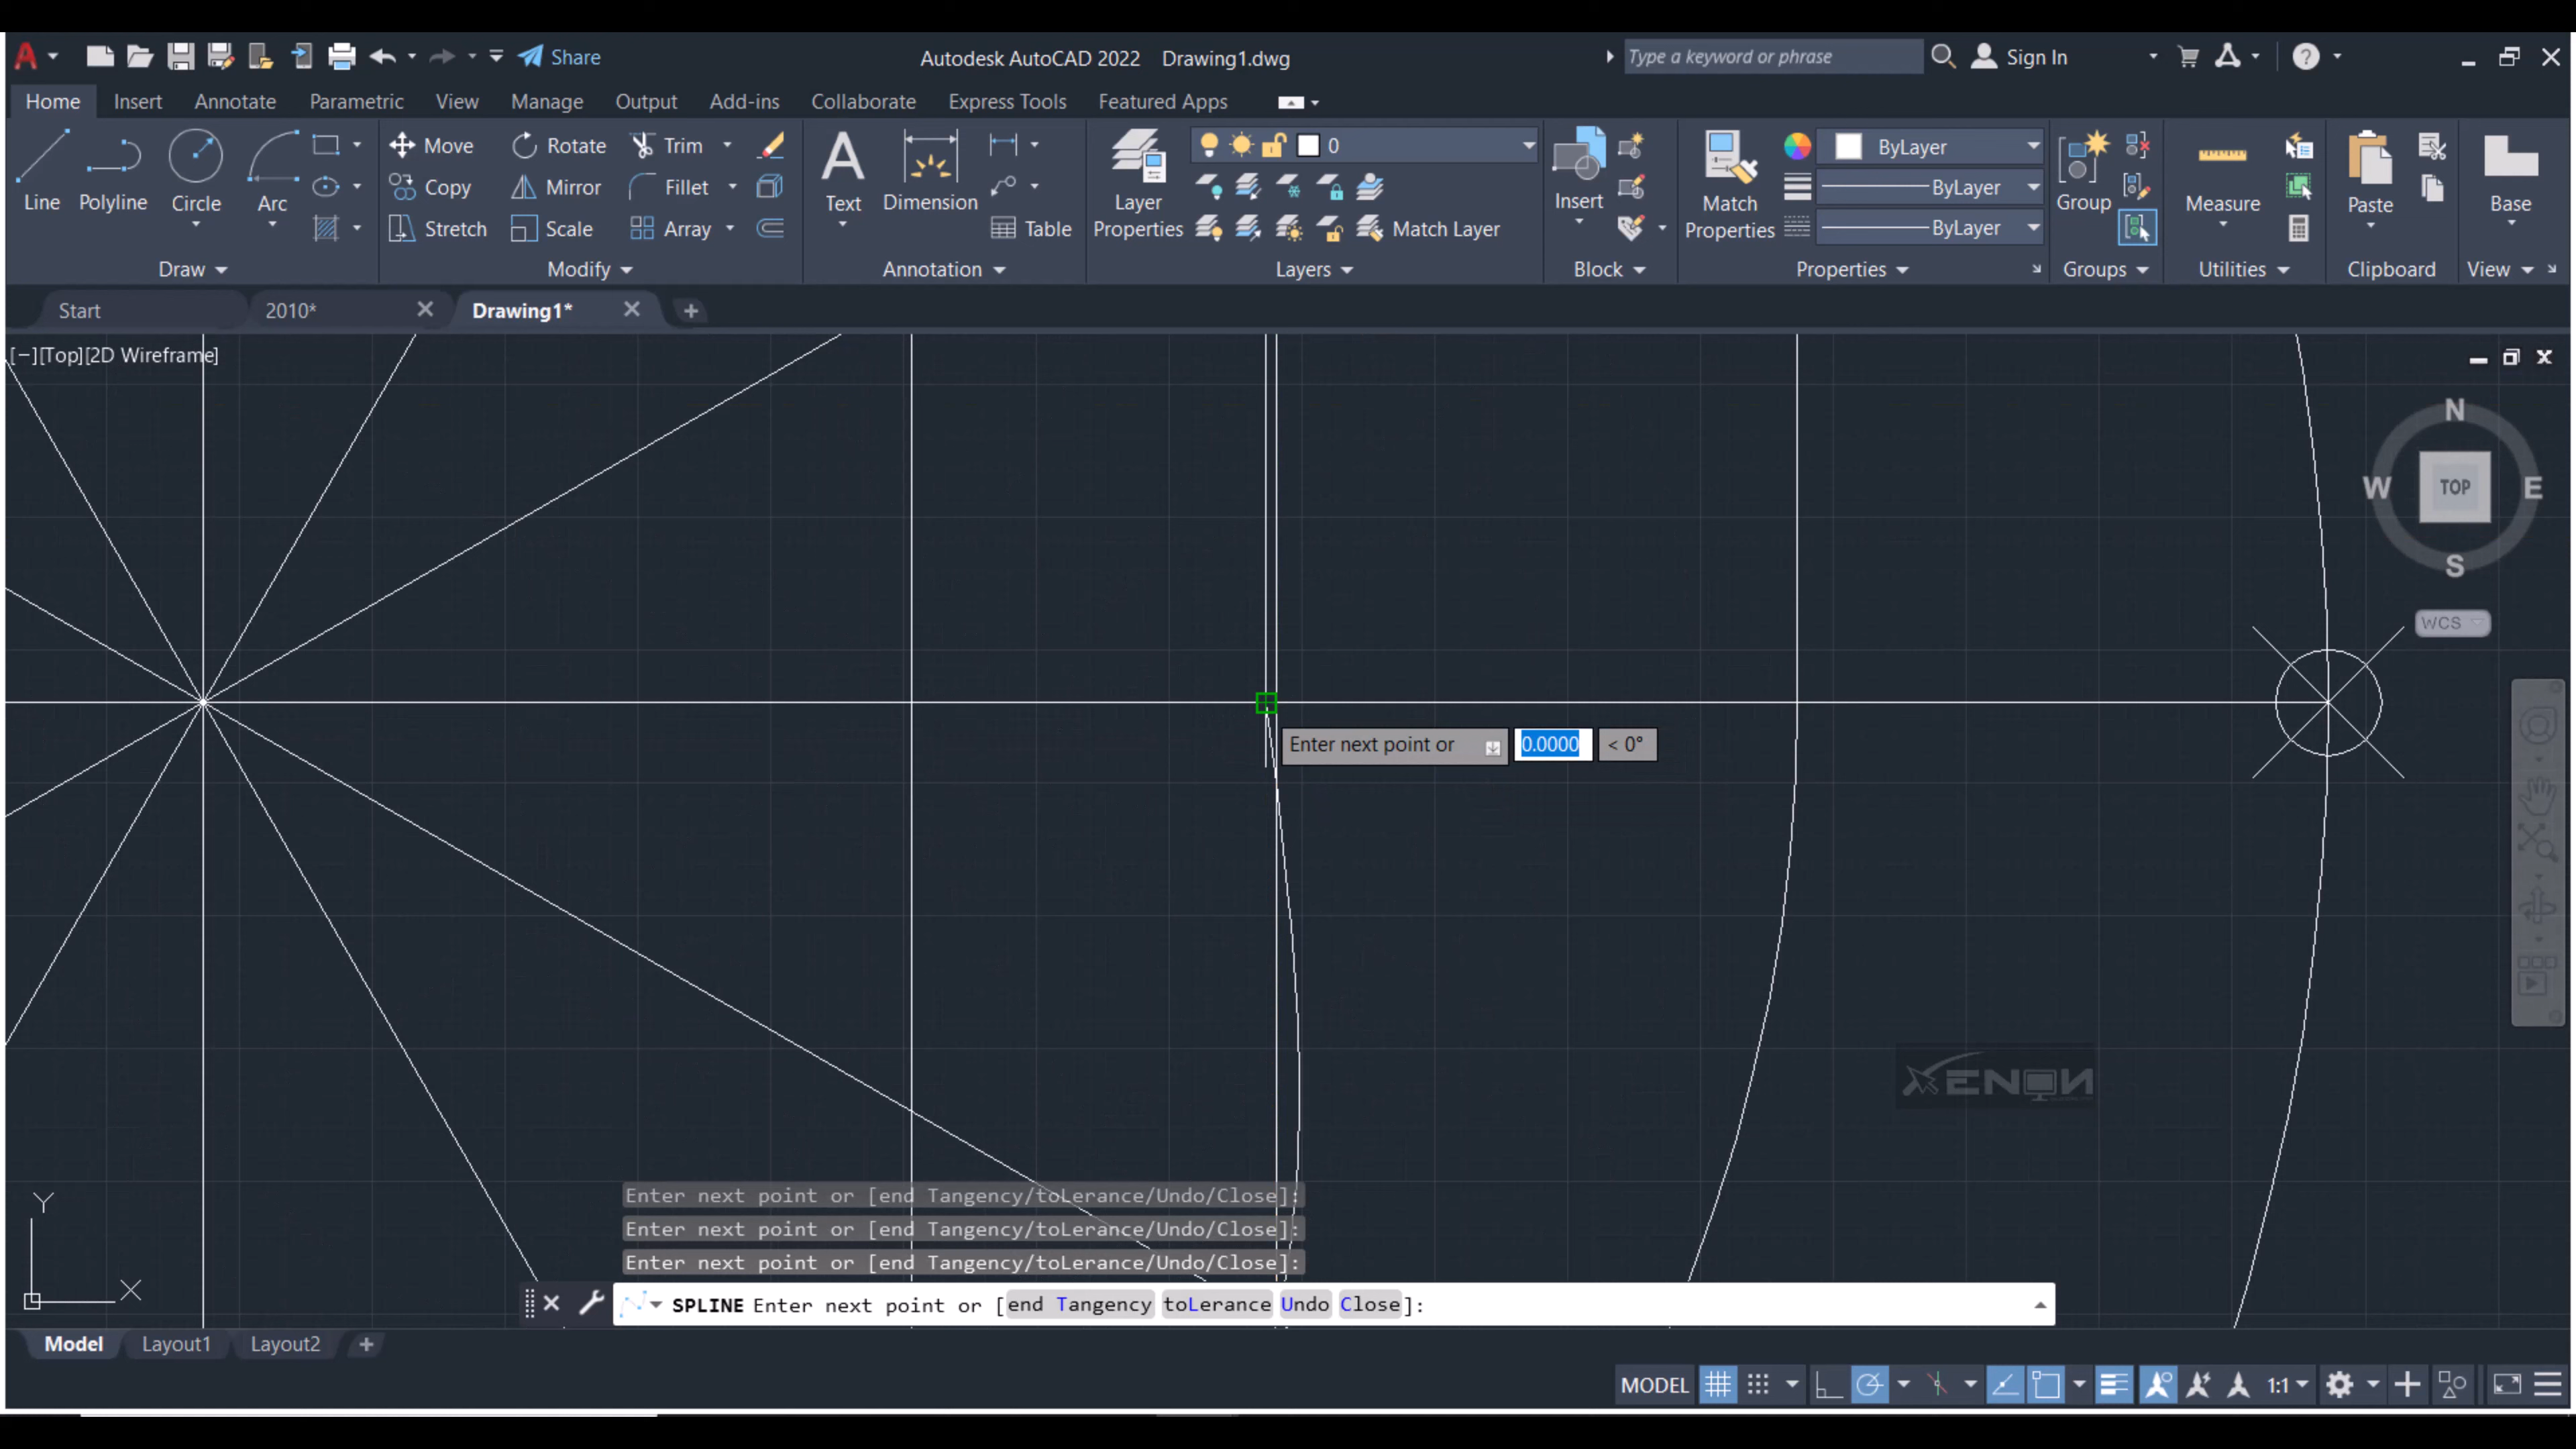 Share
Autodesk AutoCAD 2022 Drawing1.dwg
Type a keyword or phrase
Sign In
Home Insert Annotate Parametric View Manage Output Add-ins Collaborate Express Tools Featured Apps
Line Polyline Circle Arc
Move Rotate Trim
Copy Mirror Fillet
Stretch Scale Array
Text Dimension Table
Layer Properties
0
Match Layer
Insert
Match Properties
ByLayer
ByLayer
ByLayer
Group
Measure
Paste
Base
Draw Modify Annotation Layers Block Properties Groups Utilities Clipboard View
Start 2010* Drawing1*
[−][Top][2D Wireframe]
N
W TOP E
S
WCS
Enter next point or 0.0000 < 0°
XENON
Y
X
Enter next point or [end Tangency/toLerance/Undo/Close]:
Enter next point or [end Tangency/toLerance/Undo/Close]:
Enter next point or [end Tangency/toLerance/Undo/Close]:
SPLINE Enter next point or [end Tangency toLerance Undo Close]:
Model Layout1 Layout2
MODEL 1:1